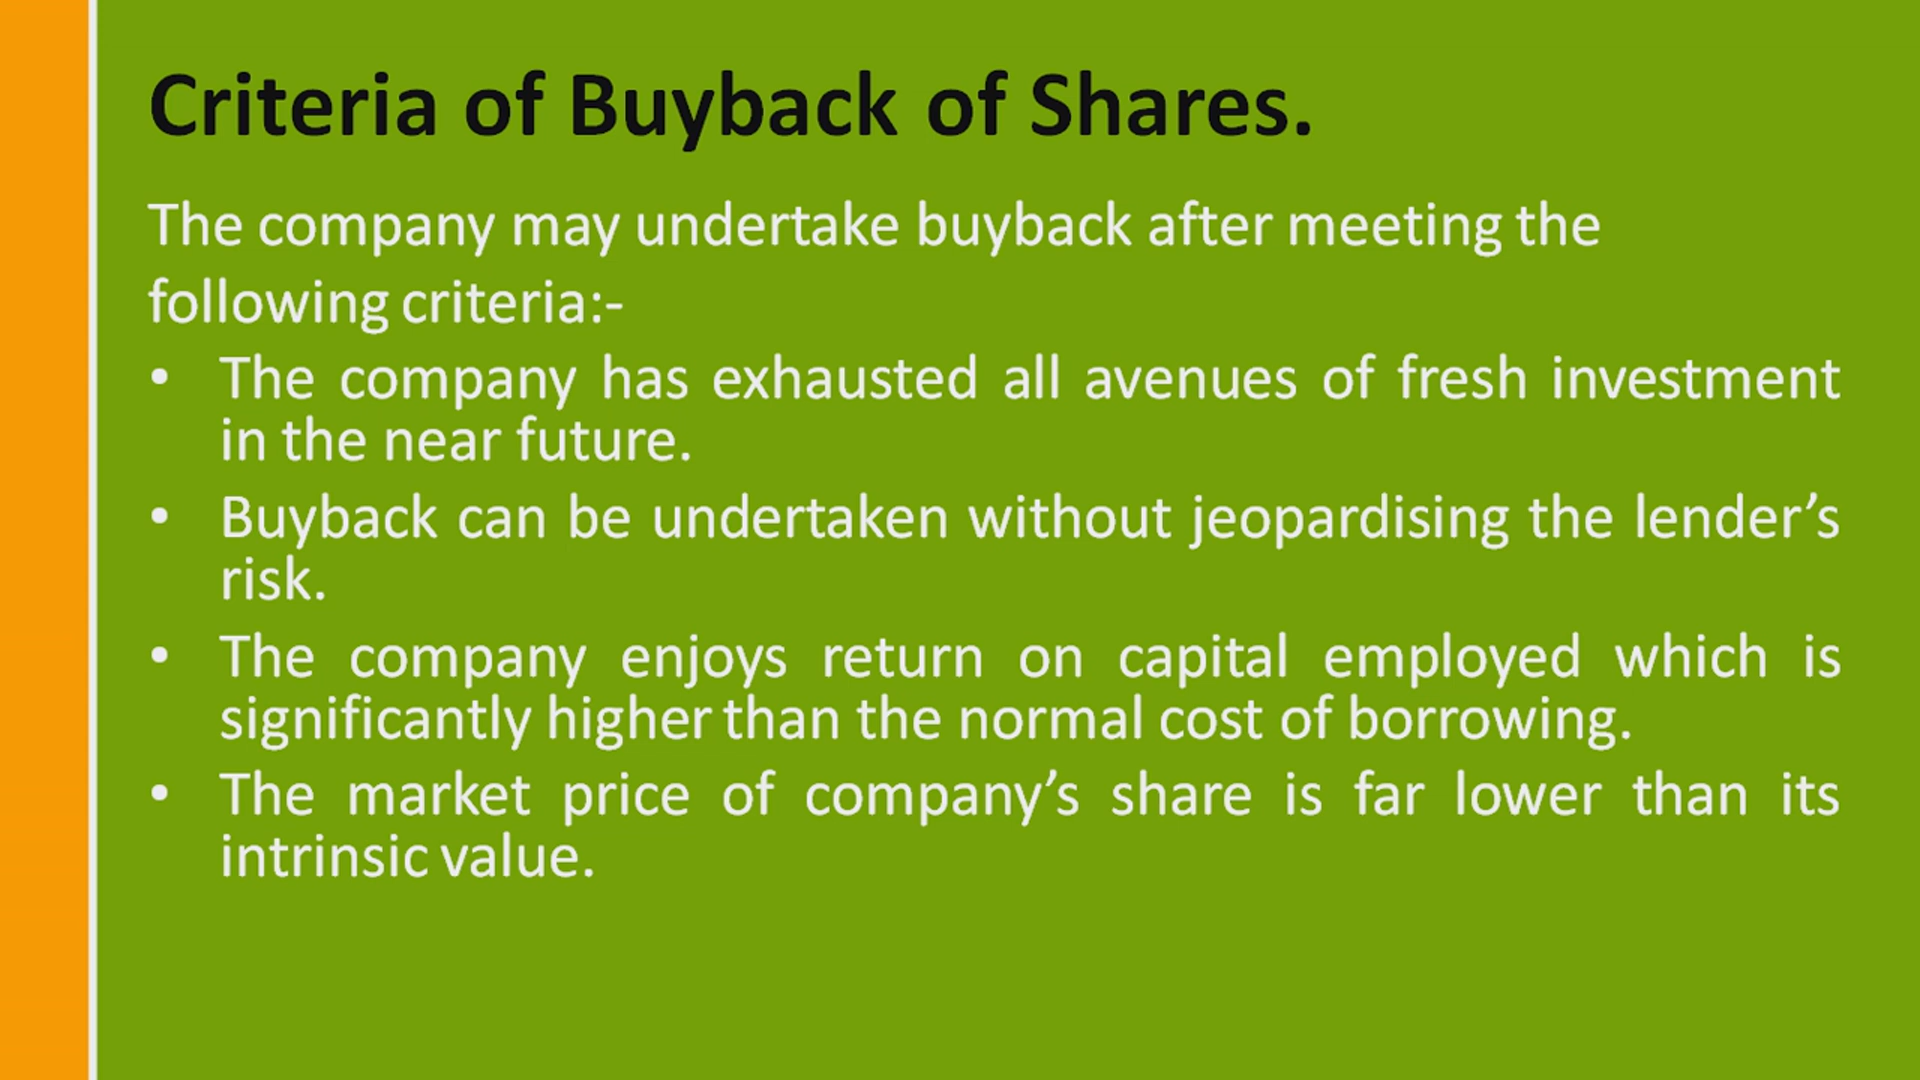 Criteria of Buyback of Shares.
The company may undertake buyback after meeting the
following criteria:-
• The company has exhausted all avenues of fresh investment
in the near future.
• Buyback can be undertaken without jeopardising the lender’s
risk.
• The company enjoys return on capital employed which is
significantly higher than the normal cost of borrowing.
• The market price of company’s share is far lower than its
intrinsic value.